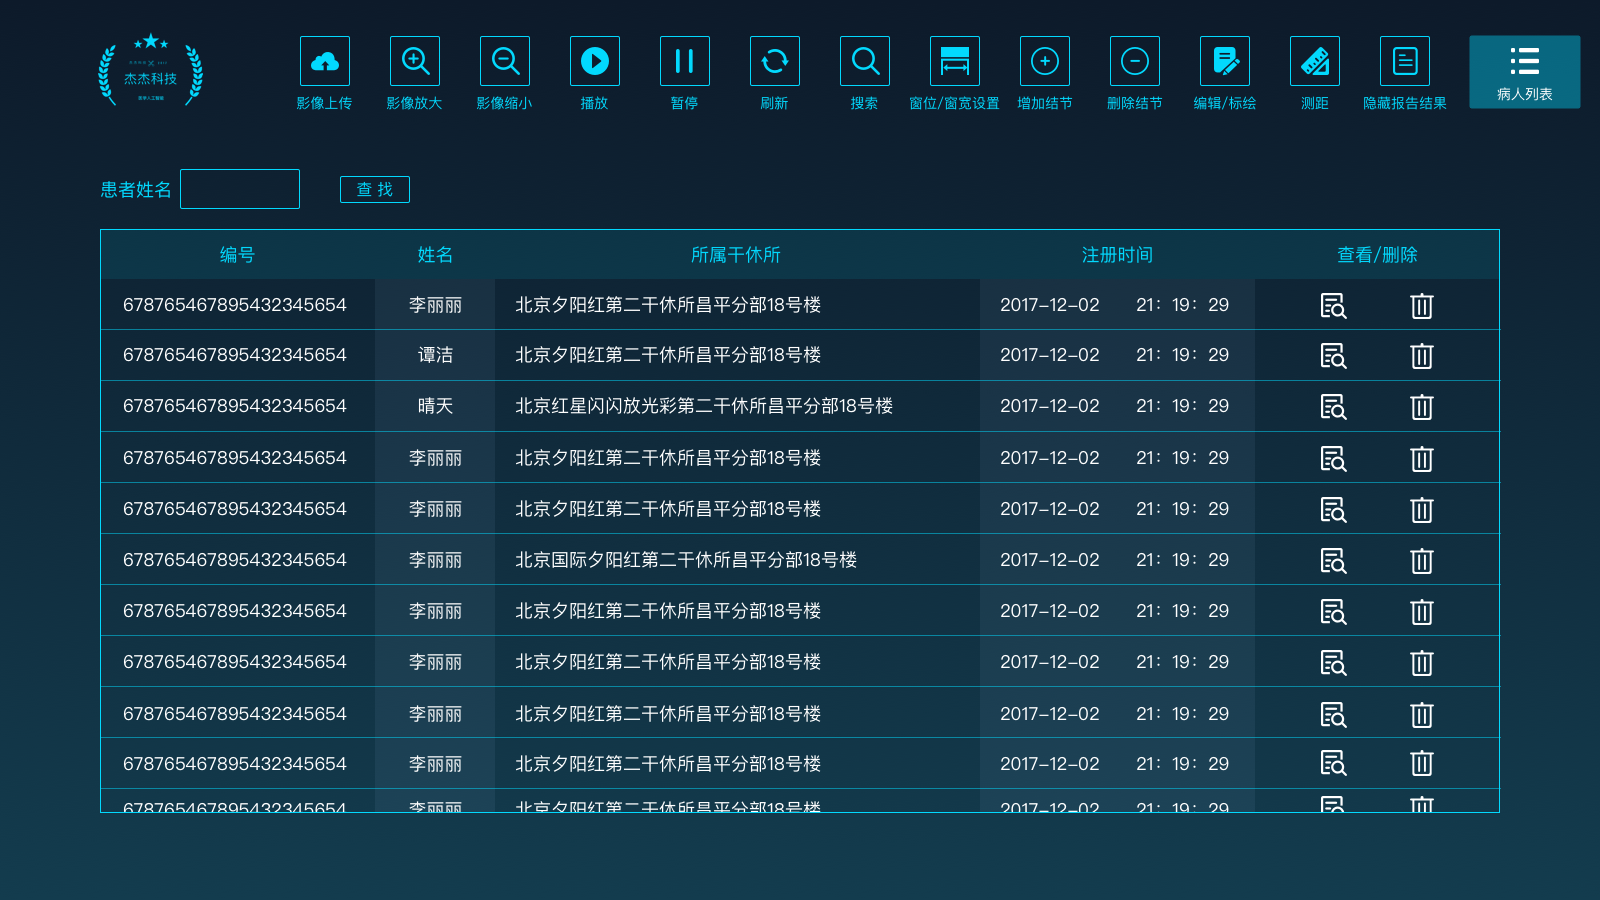 杰杰科技
影像上传
影像放大
影像缩小
播放
暂停
刷新
搜索
窗位/窗宽设置
增加结节
删除结节
编辑/标绘
测距
隐藏报告结果
病人列表
患者姓名
查 找
编号 姓名 所属干休所 注册时间 查看/删除
678765467895432345654 李丽丽 北京夕阳红第二干休所昌平分部18号楼 2017-12-02 21：19：29
678765467895432345654 谭洁 北京夕阳红第二干休所昌平分部18号楼 2017-12-02 21：19：29
678765467895432345654 晴天 北京红星闪闪放光彩第二干休所昌平分部18号楼 2017-12-02 21：19：29
678765467895432345654 李丽丽 北京夕阳红第二干休所昌平分部18号楼 2017-12-02 21：19：29
678765467895432345654 李丽丽 北京夕阳红第二干休所昌平分部18号楼 2017-12-02 21：19：29
678765467895432345654 李丽丽 北京国际夕阳红第二干休所昌平分部18号楼 2017-12-02 21：19：29
678765467895432345654 李丽丽 北京夕阳红第二干休所昌平分部18号楼 2017-12-02 21：19：29
678765467895432345654 李丽丽 北京夕阳红第二干休所昌平分部18号楼 2017-12-02 21：19：29
678765467895432345654 李丽丽 北京夕阳红第二干休所昌平分部18号楼 2017-12-02 21：19：29
678765467895432345654 李丽丽 北京夕阳红第二干休所昌平分部18号楼 2017-12-02 21：19：29
678765467895432345654 李丽丽 北京夕阳红第二干休所昌平分部18号楼 2017-12-02 21：19：29